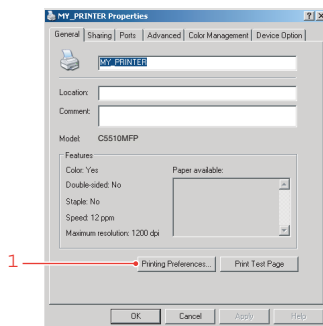 MY_PRINTER Properties
General Sharing Ports Advanced Color Management Device Option
MY_PRINTER
Location:
Comment:
Model: C5510MFP
Features
Color: Yes Paper available:
Double-sided: No
Staple: No
Speed: 12 ppm
Maximum resolution: 1200 dpi
1
Printing Preferences... Print Test Page
OK Cancel Apply Help